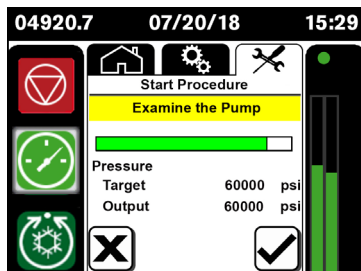 04920.7 07/20/18 15:29
Start Procedure
Examine the Pump
Pressure
Target 60000 psi
Output 60000 psi